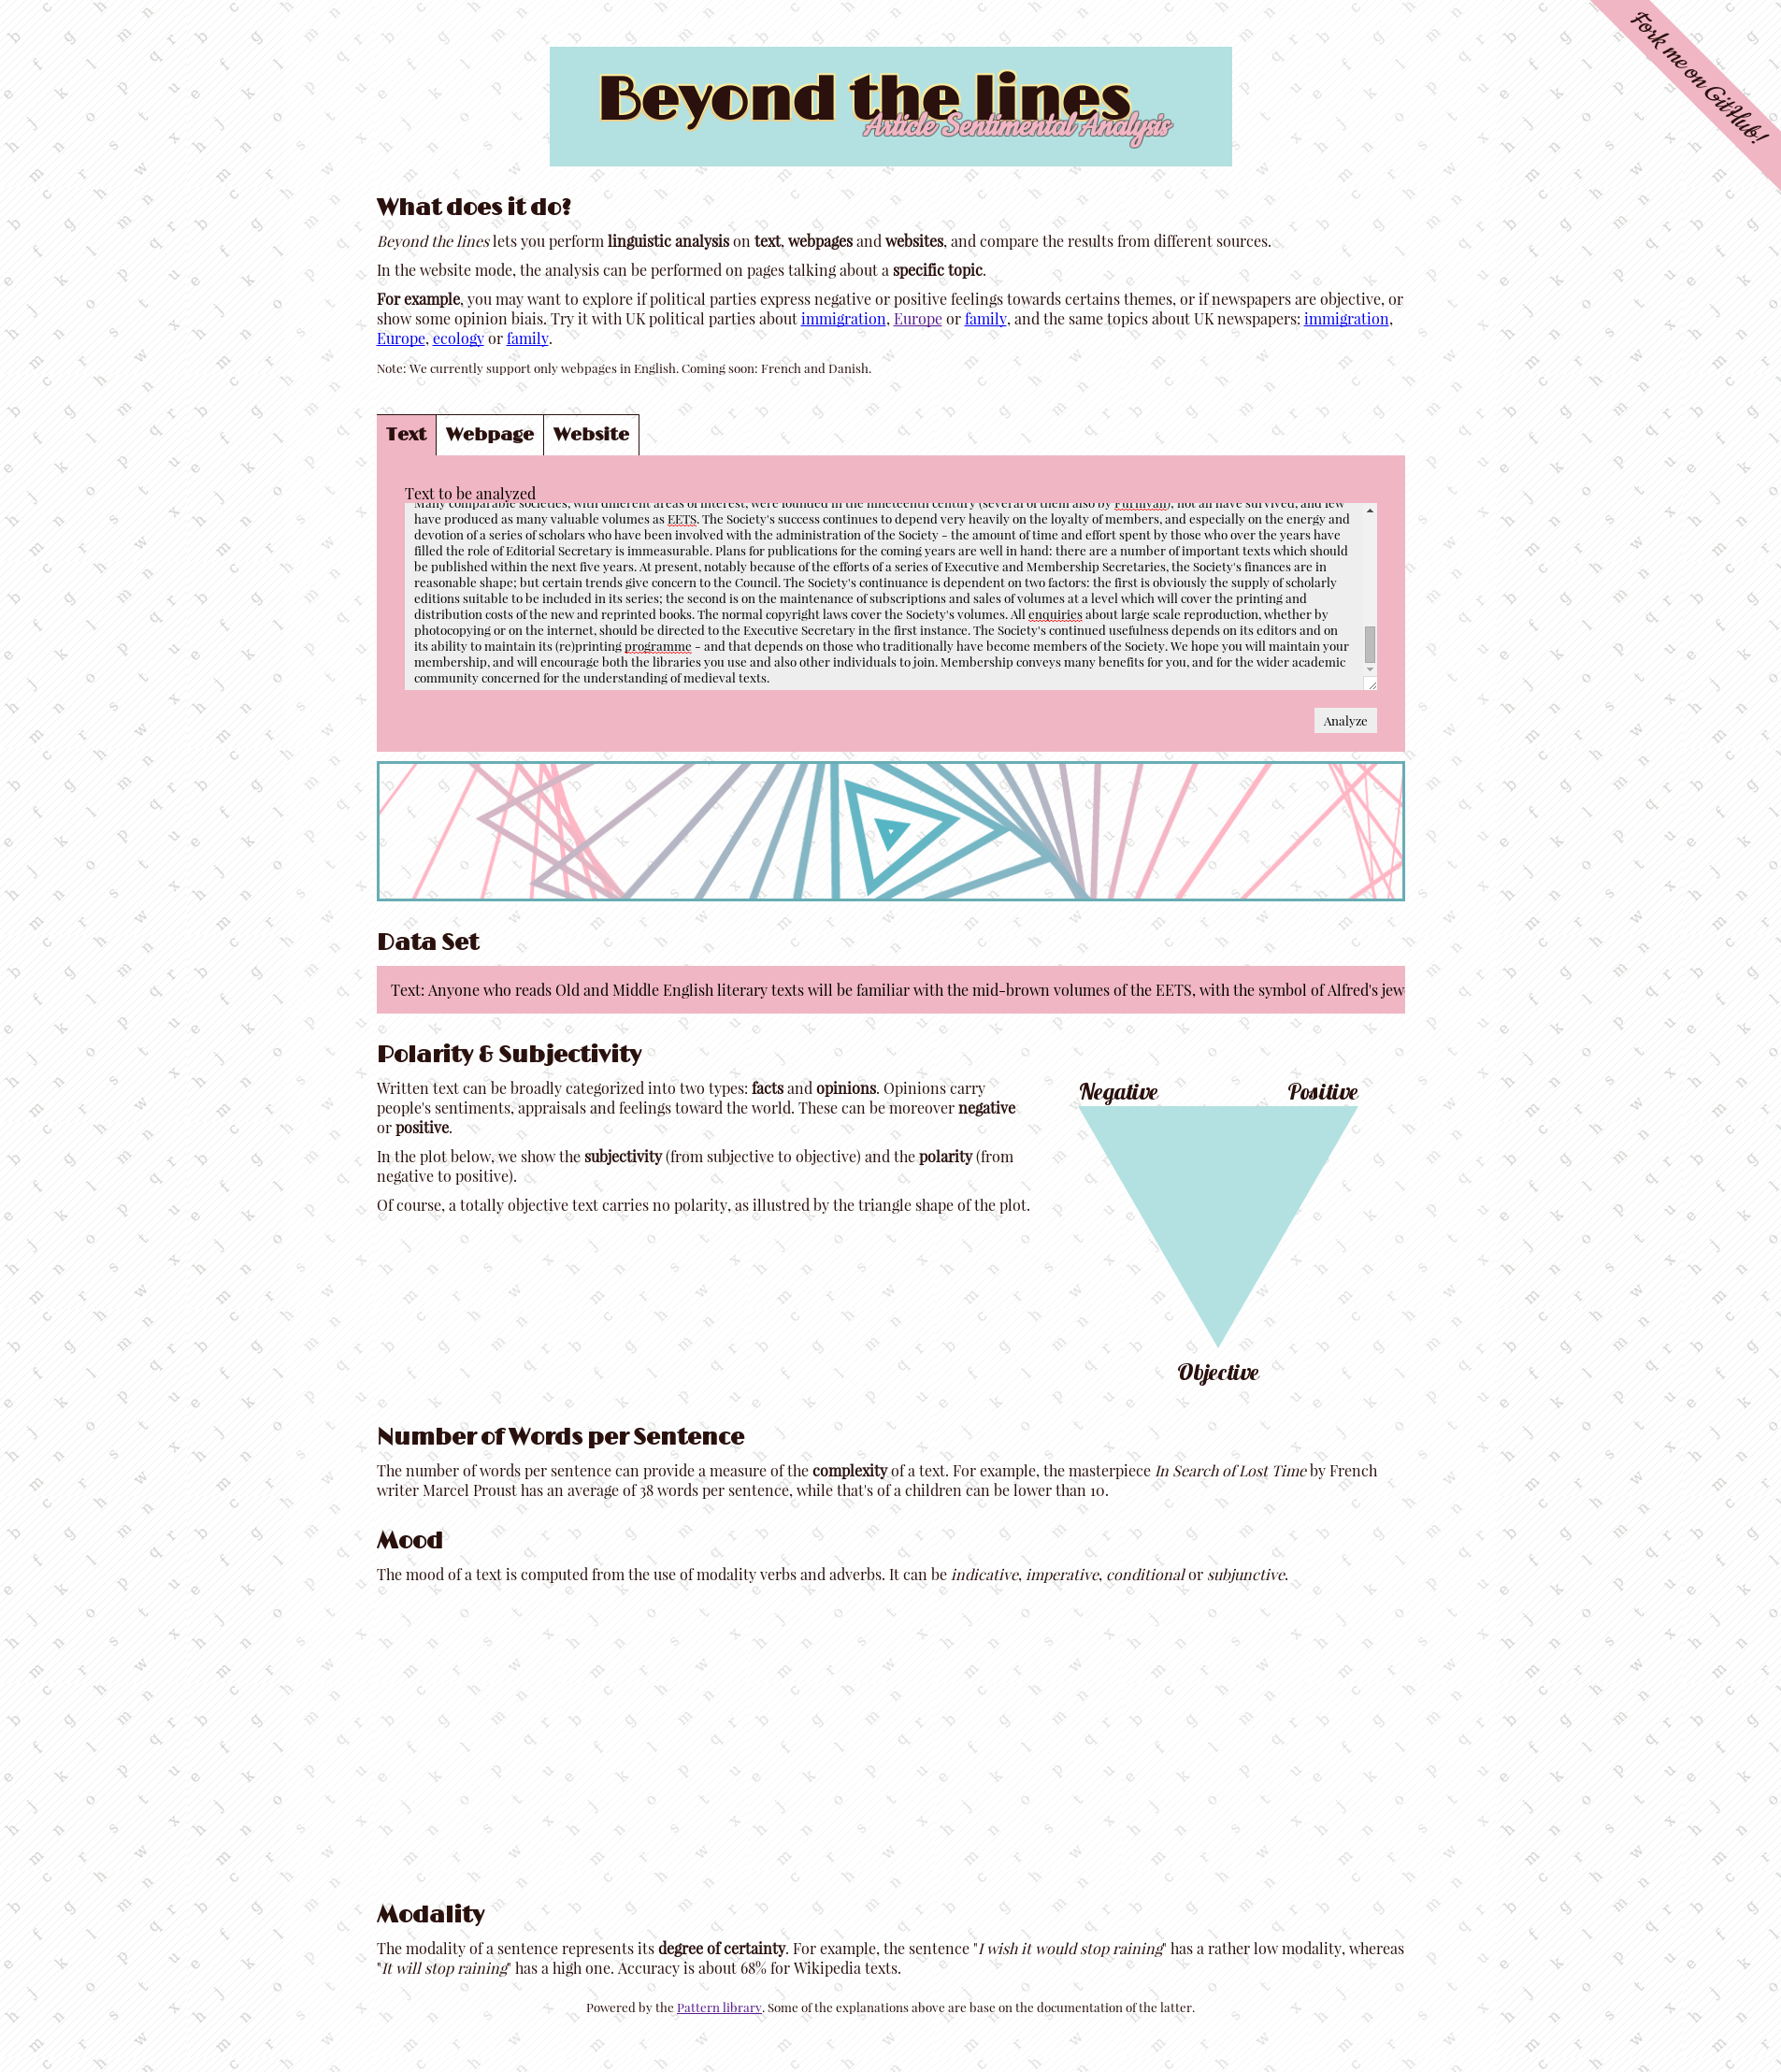 Fork me on GitHub!
Beyond the lines
Article Sentimental Analysis
What does it do?
Beyond the lines lets you perform linguistic analysis on text, webpages and websites, and compare the results from different sources.
In the website mode, the analysis can be performed on pages talking about a specific topic.
For example, you may want to explore if political parties express negative or positive feelings towards certains themes, or if newspapers are objective, or
show some opinion biais. Try it with UK political parties about immigration, Europe or family, and the same topics about UK newspapers: immigration,
Europe, ecology or family.
Note: We currently support only webpages in English. Coming soon: French and Danish.
Text Webpage Website
Text to be analyzed
Many comparable societies, with different areas of interest, were founded in the nineteenth century (several of them also by Furnivall), not all have survived, and few
have produced as many valuable volumes as EETS. The Society's success continues to depend very heavily on the loyalty of members, and especially on the energy and
devotion of a series of scholars who have been involved with the administration of the Society - the amount of time and effort spent by those who over the years have
filled the role of Editorial Secretary is immeasurable. Plans for publications for the coming years are well in hand: there are a number of important texts which should
be published within the next five years. At present, notably because of the efforts of a series of Executive and Membership Secretaries, the Society's finances are in
reasonable shape; but certain trends give concern to the Council. The Society's continuance is dependent on two factors: the first is obviously the supply of scholarly
editions suitable to be included in its series; the second is on the maintenance of subscriptions and sales of volumes at a level which will cover the printing and
distribution costs of the new and reprinted books. The normal copyright laws cover the Society's volumes. All enquiries about large scale reproduction, whether by
photocopying or on the internet, should be directed to the Executive Secretary in the first instance. The Society's continued usefulness depends on its editors and on
its ability to maintain its (re)printing programme - and that depends on those who traditionally have become members of the Society. We hope you will maintain your
membership, and will encourage both the libraries you use and also other individuals to join. Membership conveys many benefits for you, and for the wider academic
community concerned for the understanding of medieval texts.
Analyze
Data Set
Text: Anyone who reads Old and Middle English literary texts will be familiar with the mid-brown volumes of the EETS, with the symbol of Alfred's jew
Polarity & Subjectivity
Written text can be broadly categorized into two types: facts and opinions. Opinions carry
people's sentiments, appraisals and feelings toward the world. These can be moreover negative
or positive.
In the plot below, we show the subjectivity (from subjective to objective) and the polarity (from
negative to positive).
Of course, a totally objective text carries no polarity, as illustred by the triangle shape of the plot.
Negative Positive
Objective
Number of Words per Sentence
The number of words per sentence can provide a measure of the complexity of a text. For example, the masterpiece In Search of Lost Time by French
writer Marcel Proust has an average of 38 words per sentence, while that's of a children can be lower than 10.
Mood
The mood of a text is computed from the use of modality verbs and adverbs. It can be indicative, imperative, conditional or subjunctive.
Modality
The modality of a sentence represents its degree of certainty. For example, the sentence "I wish it would stop raining" has a rather low modality, whereas
"It will stop raining" has a high one. Accuracy is about 68% for Wikipedia texts.
Powered by the Pattern library. Some of the explanations above are base on the documentation of the latter.